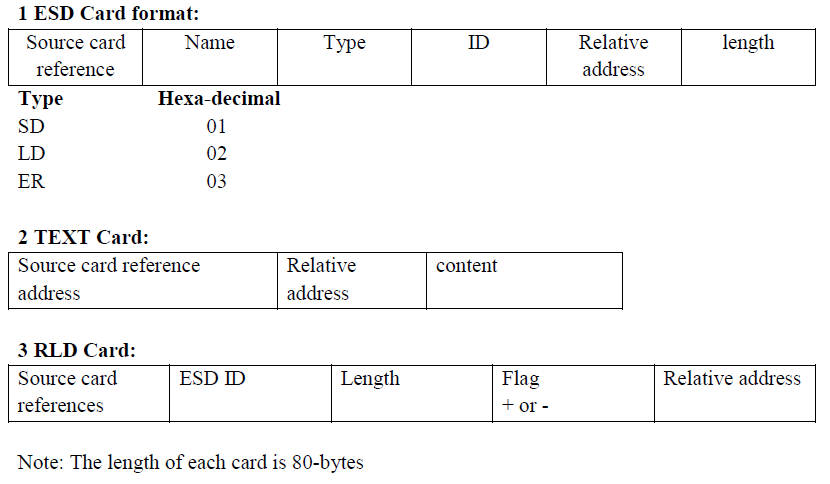 1 ESD Card format:
Source card reference Name Type ID Relative address length
Type Hexa-decimal
SD 01
LD 02
ER 03
2 TEXT Card:
Source card reference address Relative address content
3 RLD Card:
Source card references ESD ID Length Flag + or - Relative address
Note: The length of each card is 80-bytes